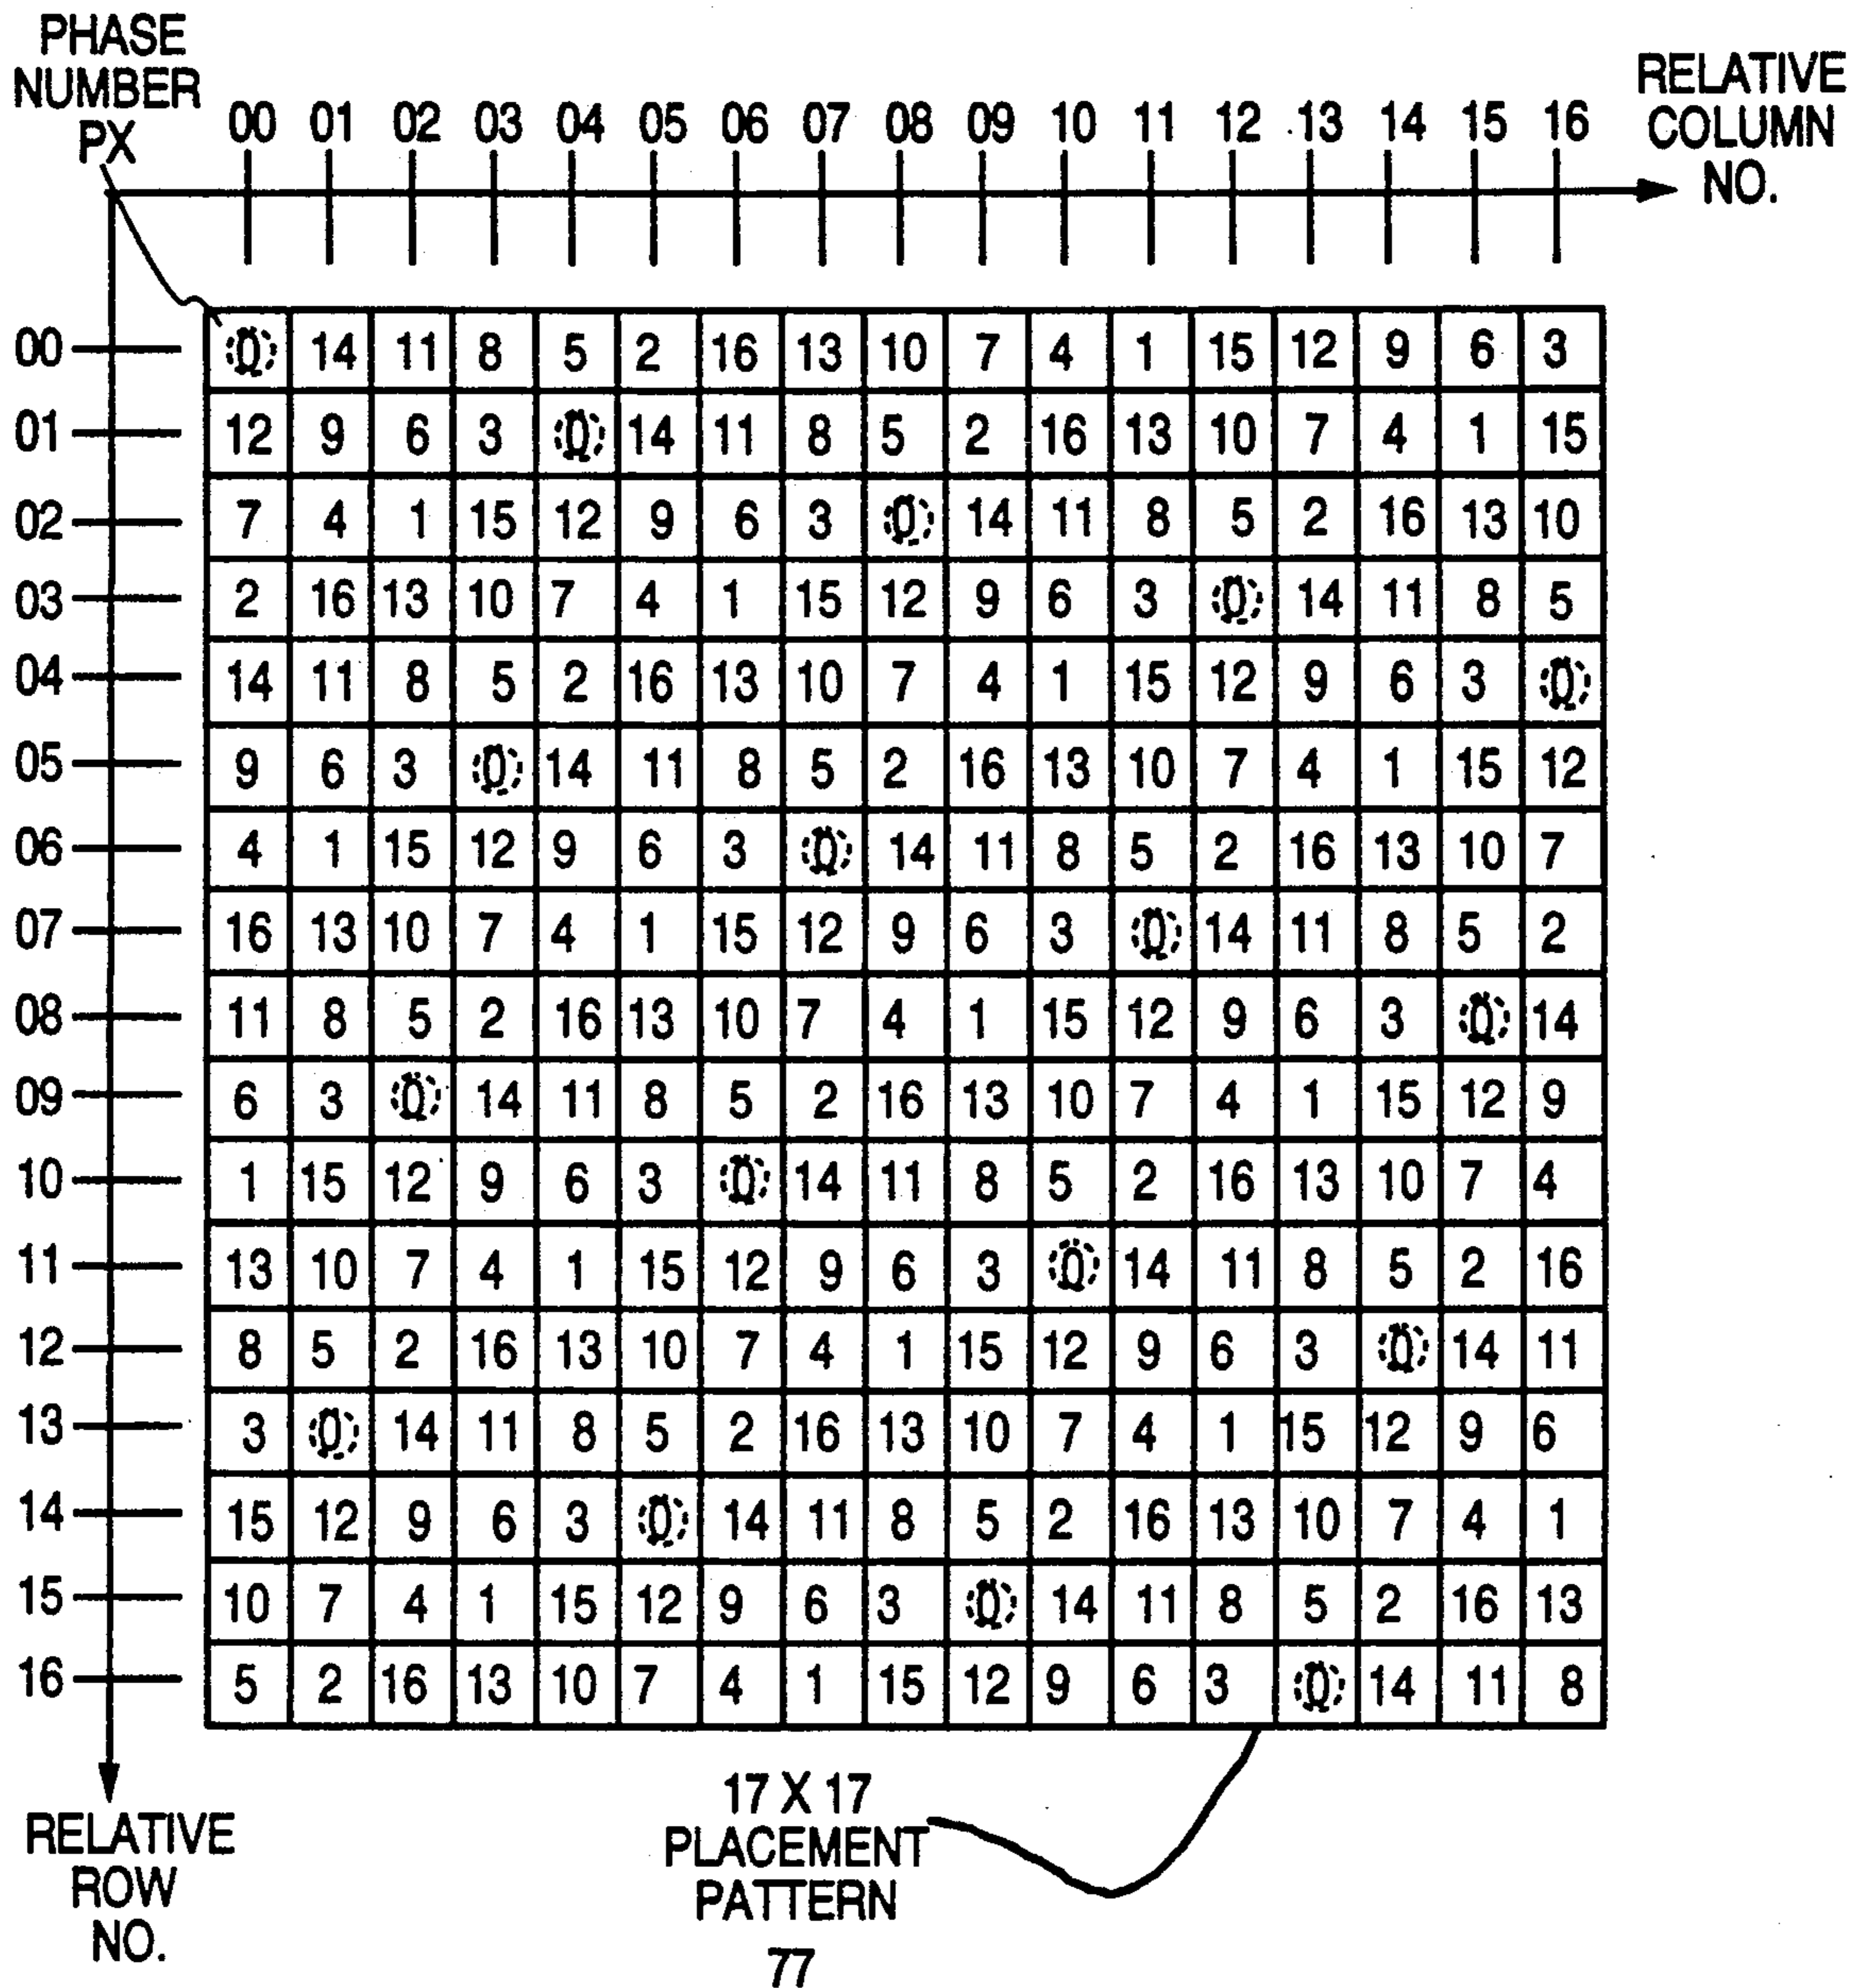 PHASE
NUMBER
PX
00 01 02 03 04 05 06 07 08 09 10 11 12 13 14 15 16
RELATIVE
COLUMN
NO.
00 0 14 11 8 5 2 16 13 10 7 4 1 15 12 9 6 3
01 12 9 6 3 0 14 11 8 5 2 16 13 10 7 4 1 15
02 7 4 1 15 12 9 6 3 0 14 11 8 5 2 16 13 10
03 2 16 13 10 7 4 1 15 12 9 6 3 0 14 11 8 5
04 14 11 8 5 2 16 13 10 7 4 1 15 12 9 6 3 0
05 9 6 3 0 14 11 8 5 2 16 13 10 7 4 1 15 12
06 4 1 15 12 9 6 3 0 14 11 8 5 2 16 13 10 7
07 16 13 10 7 4 1 15 12 9 6 3 0 14 11 8 5 2
08 11 8 5 2 16 13 10 7 4 1 15 12 9 6 3 0 14
09 6 3 0 14 11 8 5 2 16 13 10 7 4 1 15 12 9
10 1 15 12 9 6 3 0 14 11 8 5 2 16 13 10 7 4
11 13 10 7 4 1 15 12 9 6 3 0 14 11 8 5 2 16
12 8 5 2 16 13 10 7 4 1 15 12 9 6 3 0 14 11
13 3 0 14 11 8 5 2 16 13 10 7 4 1 15 12 9 6
14 15 12 9 6 3 0 14 11 8 5 2 16 13 10 7 4 1
15 10 7 4 1 15 12 9 6 3 0 14 11 8 5 2 16 13
16 5 2 16 13 10 7 4 1 15 12 9 6 3 0 14 11 8
RELATIVE
ROW
NO.
17 X 17
PLACEMENT
PATTERN
77